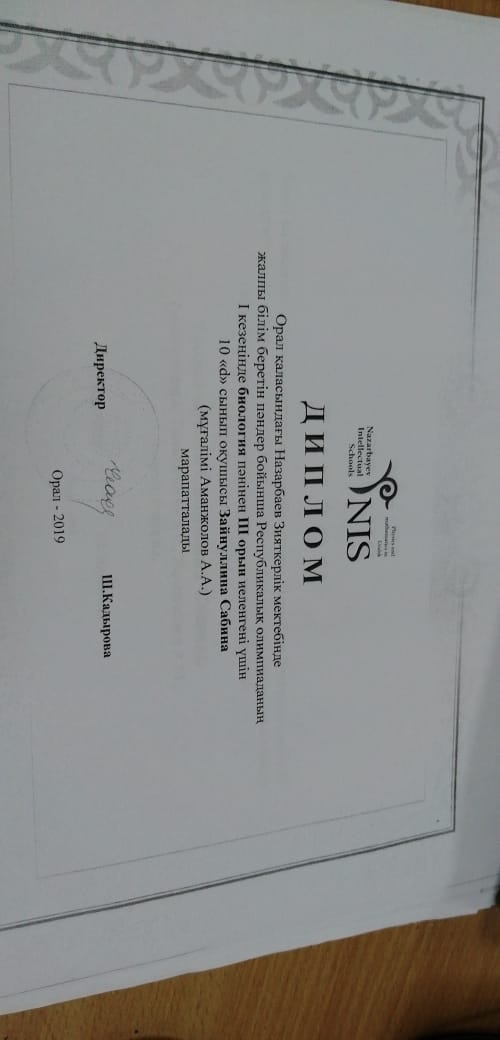 Nazarbayev
Intellectual
Schools
NIS
Physics and
mathematics in
Uralsk
ДИПЛОМ
Орал қаласындағы Назарбаев Зияткерлік мектебінде
жалпы білім беретін пәндер бойынша Республикалық олимпиаданың
І кезеңінде биология пәнінен ІІІ орын иеленгені үшін
10 «d» сынып оқушысы Зайнуллина Сабина
(мұғалімі Аманжолов А.А.)
марапатталады
Директор Ш.Кадырова
Орал - 2019